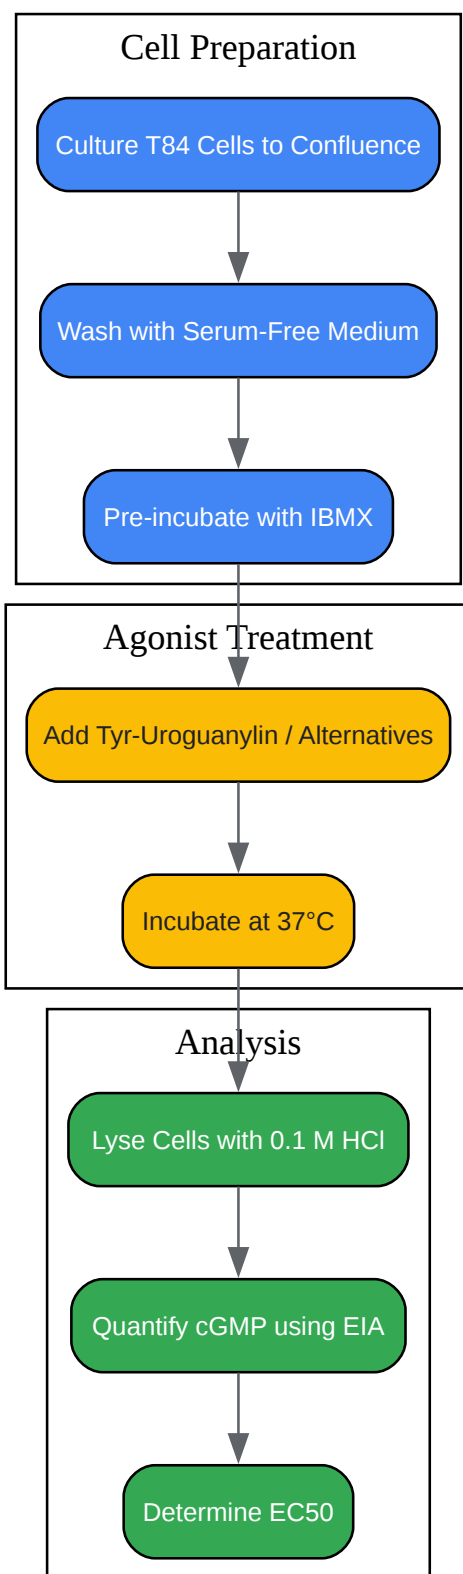 Cell Preparation
Culture T84 Cells to Confluence
Wash with Serum-Free Medium
Pre-incubate with IBMX
Agonist Treatment
Add Tyr-Uroguanylin / Alternatives
Incubate at 37°C
Analysis
Lyse Cells with 0.1 M HCl
Quantify cGMP using EIA
Determine EC50